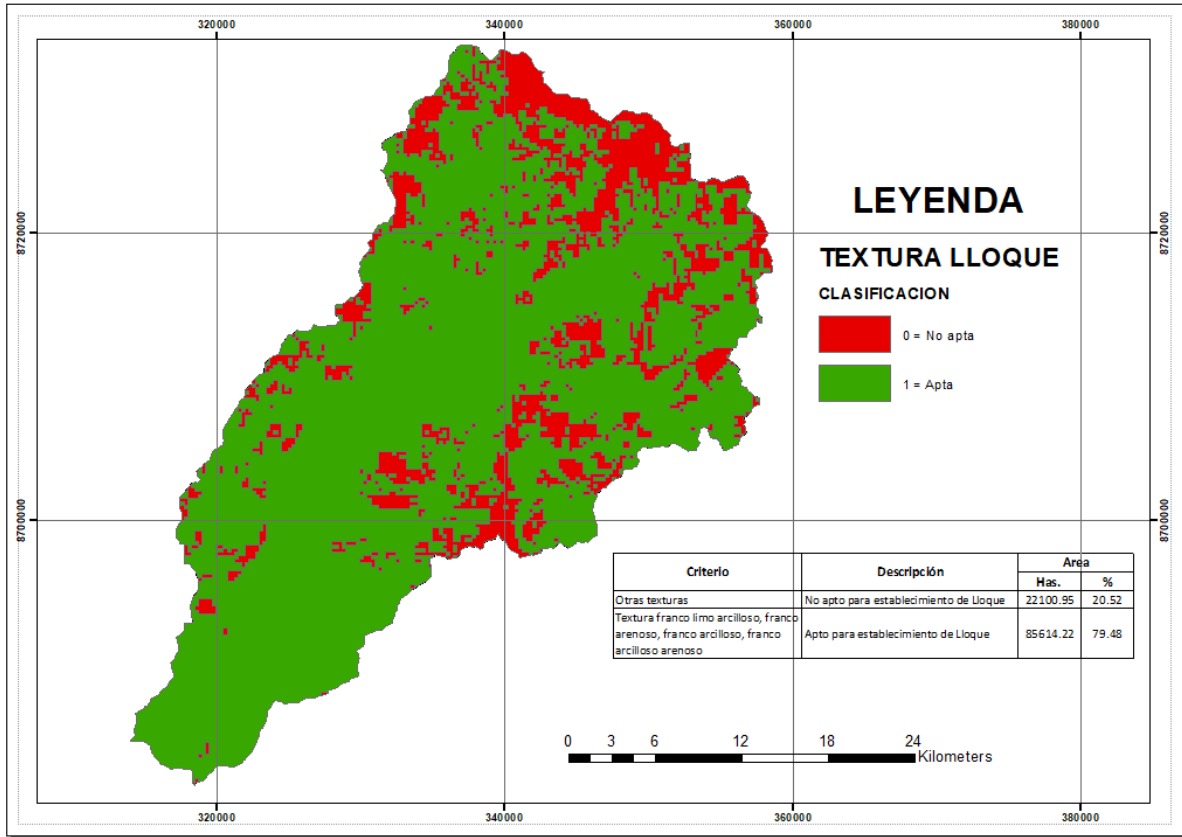 320000
340000
360000
380000
8720000
8720000
LEYENDA
TEXTURA LLOQUE
CLASIFICACION
0 = No apta
1 = Apta
8700000
8700000
Criterio
Descripción
Area
Has.
%
Otras texturas
No apto para establecimiento de Lloque
22100.95
20.52
Textura franco limo arcilloso, franco
arenoso, franco arcilloso, franco
arcilloso arenoso
Apto para establecimiento de Lloque
85614.22
79.48
0 3 6 12 18 24
Kilometers
320000
340000
360000
380000